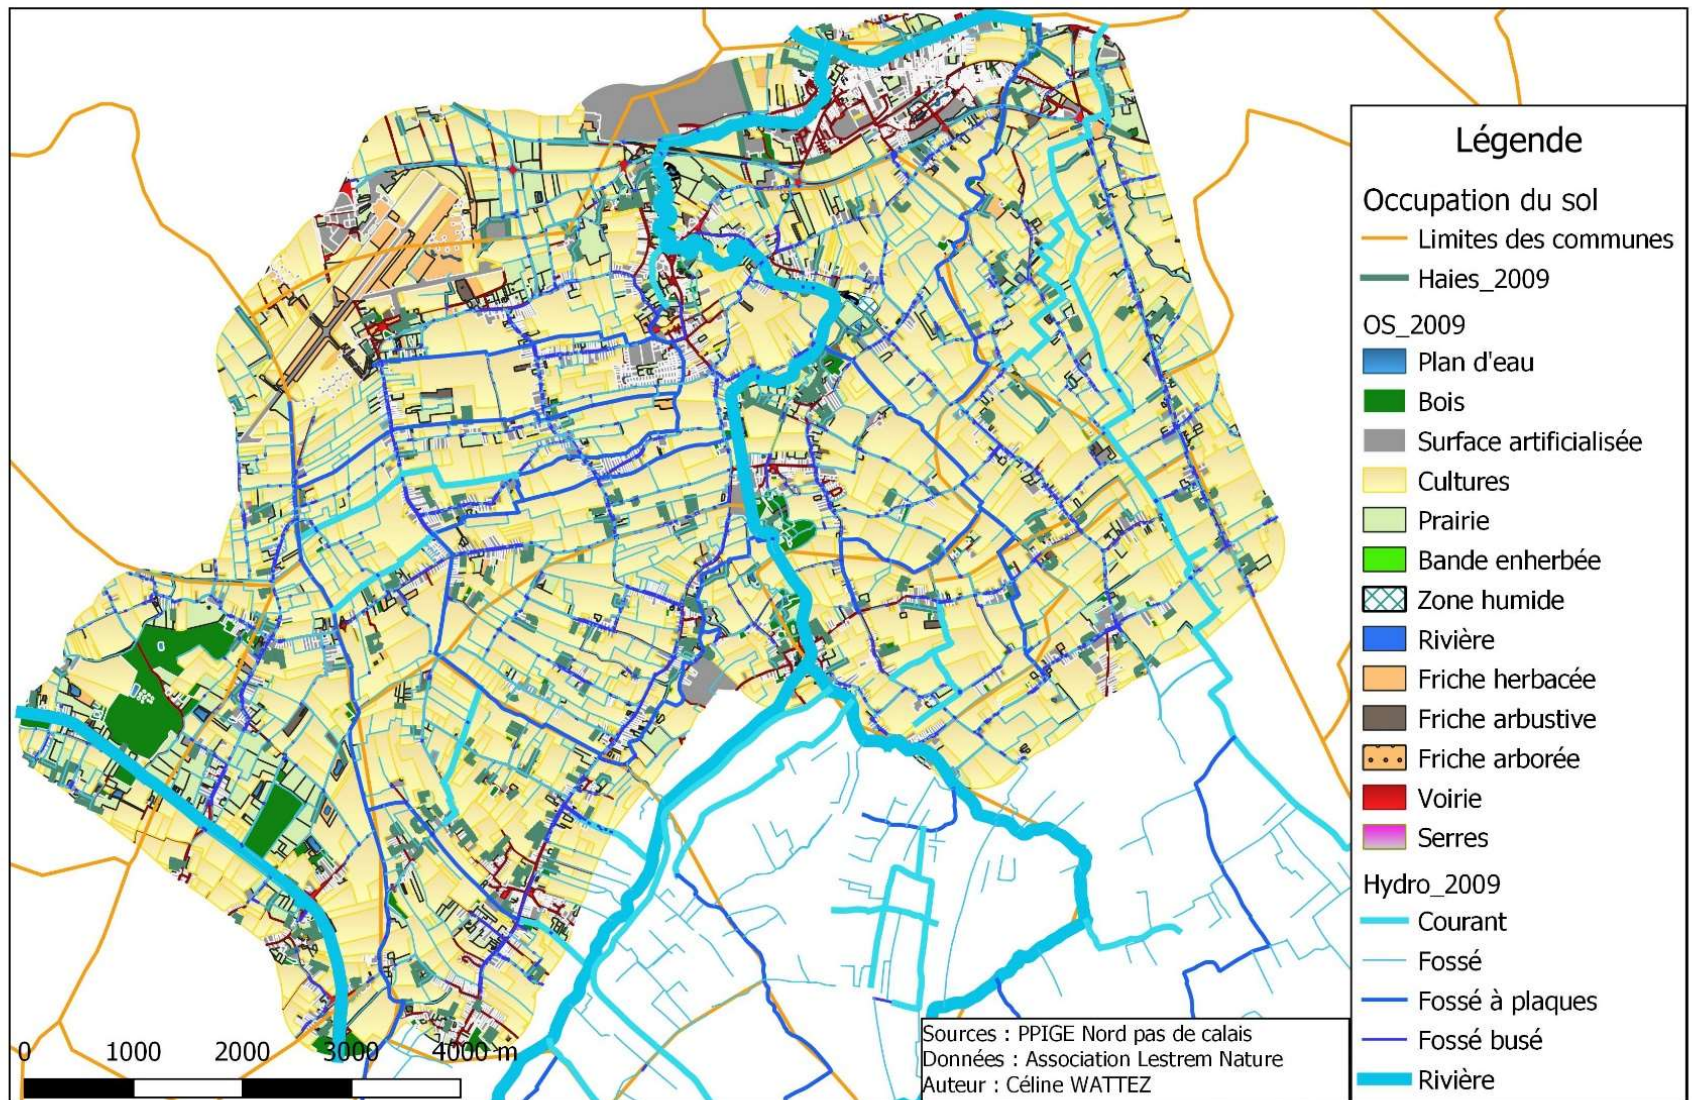 Légende
Occupation du sol
Limites des communes
Haies_2009
OS_2009
Plan d'eau
Bois
Surface artificialisée
Cultures
Prairie
Bande enherbée
Zone humide
Rivière
Friche herbacée
Friche arbustive
Friche arborée
Voirie
Serres
Hydro_2009
Courant
Fossé
Fossé à plaques
Fossé busé
Rivière
0 1000 2000 3000 4000 m
Sources : PPIGE Nord pas de calais
Données : Association Lestrem Nature
Auteur : Céline WATTEZ